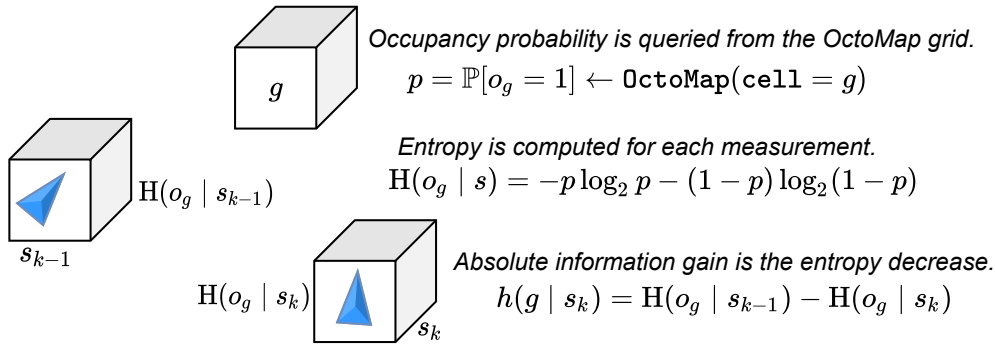 Occupancy probability is queried from the OctoMap grid.
g
p = ℙ[o_g = 1] ← OctoMap(cell = g)
Entropy is computed for each measurement.
H(o_g | s) = −p log₂ p − (1 − p) log₂(1 − p)
H(o_g | s_{k−1})
s_{k−1}
Absolute information gain is the entropy decrease.
H(o_g | s_k)
h(g | s_k) = H(o_g | s_{k−1}) − H(o_g | s_k)
s_k